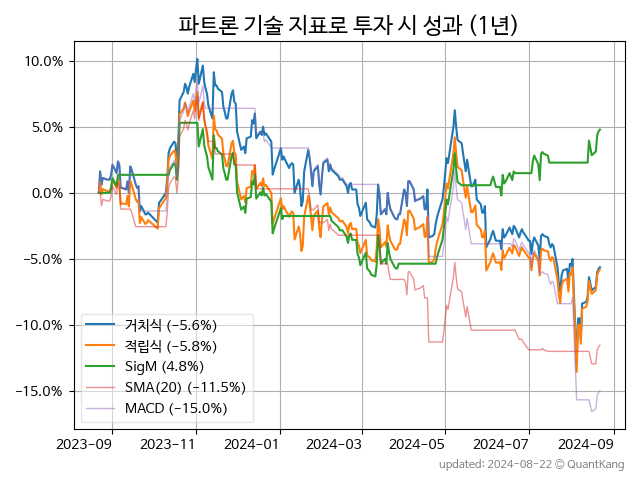 파트론 기술 지표로 투자 시 성과 (1년)
10.0%
5.0%
0.0%
−5.0%
−10.0%
−15.0%
거치식 (−5.6%)
적립식 (−5.8%)
SigM (4.8%)
SMA(20) (−11.5%)
MACD (−15.0%)
2023-09 2023-11 2024-01 2024-03 2024-05 2024-07 2024-09
updated: 2024-08-22 © QuantKang